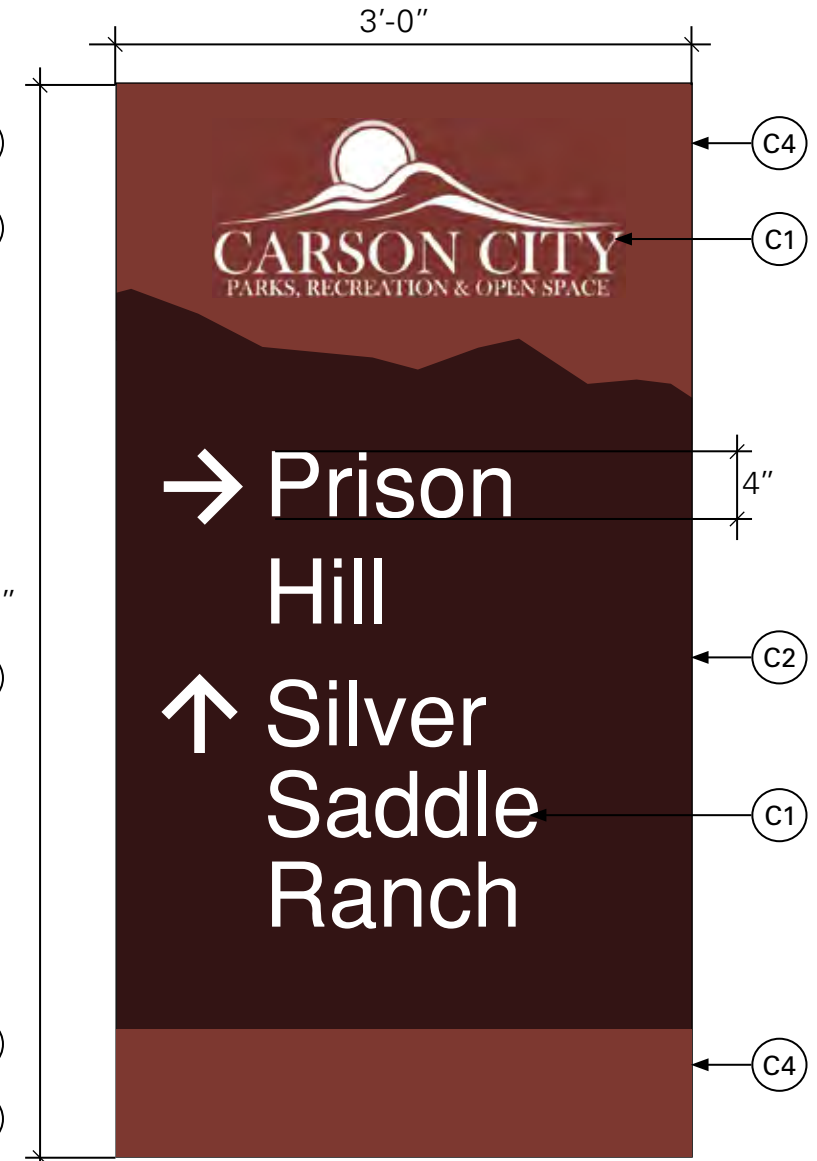 3’-0”
C4
CARSON CITY
PARKS, RECREATION & OPEN SPACE
C1
Prison
4”
Hill
”
C2
Silver
Saddle
C1
Ranch
C4